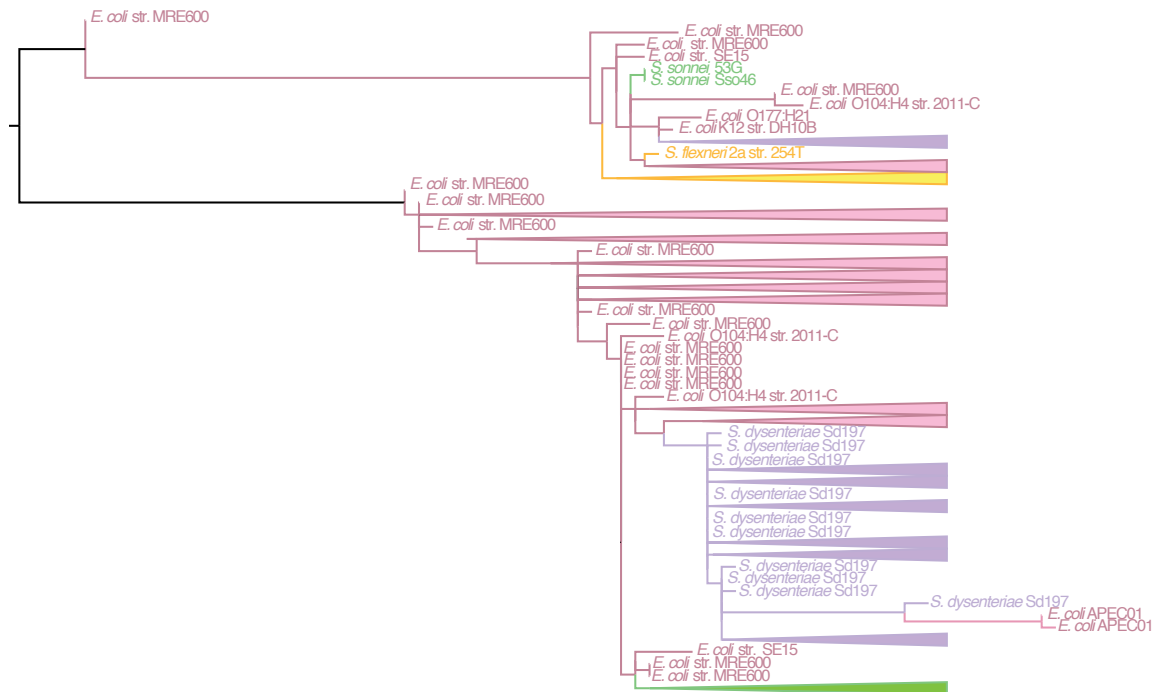 E. coli str. MRE600
E. coli str. MRE600
E. coli str. MRE600
E. coli str. SE15
S. sonnei 53G
S. sonnei Sso46
E. coli str. MRE600
E. coli O104:H4 str. 2011-C
E. coli O177:H21
E. coli K12 str. DH10B
S. flexneri 2a str. 254T
E. coli str. MRE600
E. coli str. MRE600
E. coli str. MRE600
E. coli str. MRE600
E. coli str. MRE600
E. coli str. MRE600
E. coli O104:H4 str. 2011-C
E. coli str. MRE600
E. coli str. MRE600
E. coli str. MRE600
E. coli str. MRE600
E. coli O104:H4 str. 2011-C
S. dysenteriae Sd197
S. dysenteriae Sd197
S. dysenteriae Sd197
S. dysenteriae Sd197
S. dysenteriae Sd197
S. dysenteriae Sd197
S. dysenteriae Sd197
S. dysenteriae Sd197
S. dysenteriae Sd197
S. dysenteriae Sd197
E. coli APEC01
E. coli APEC01
E. coli str. SE15
E. coli str. MRE600
E. coli str. MRE600